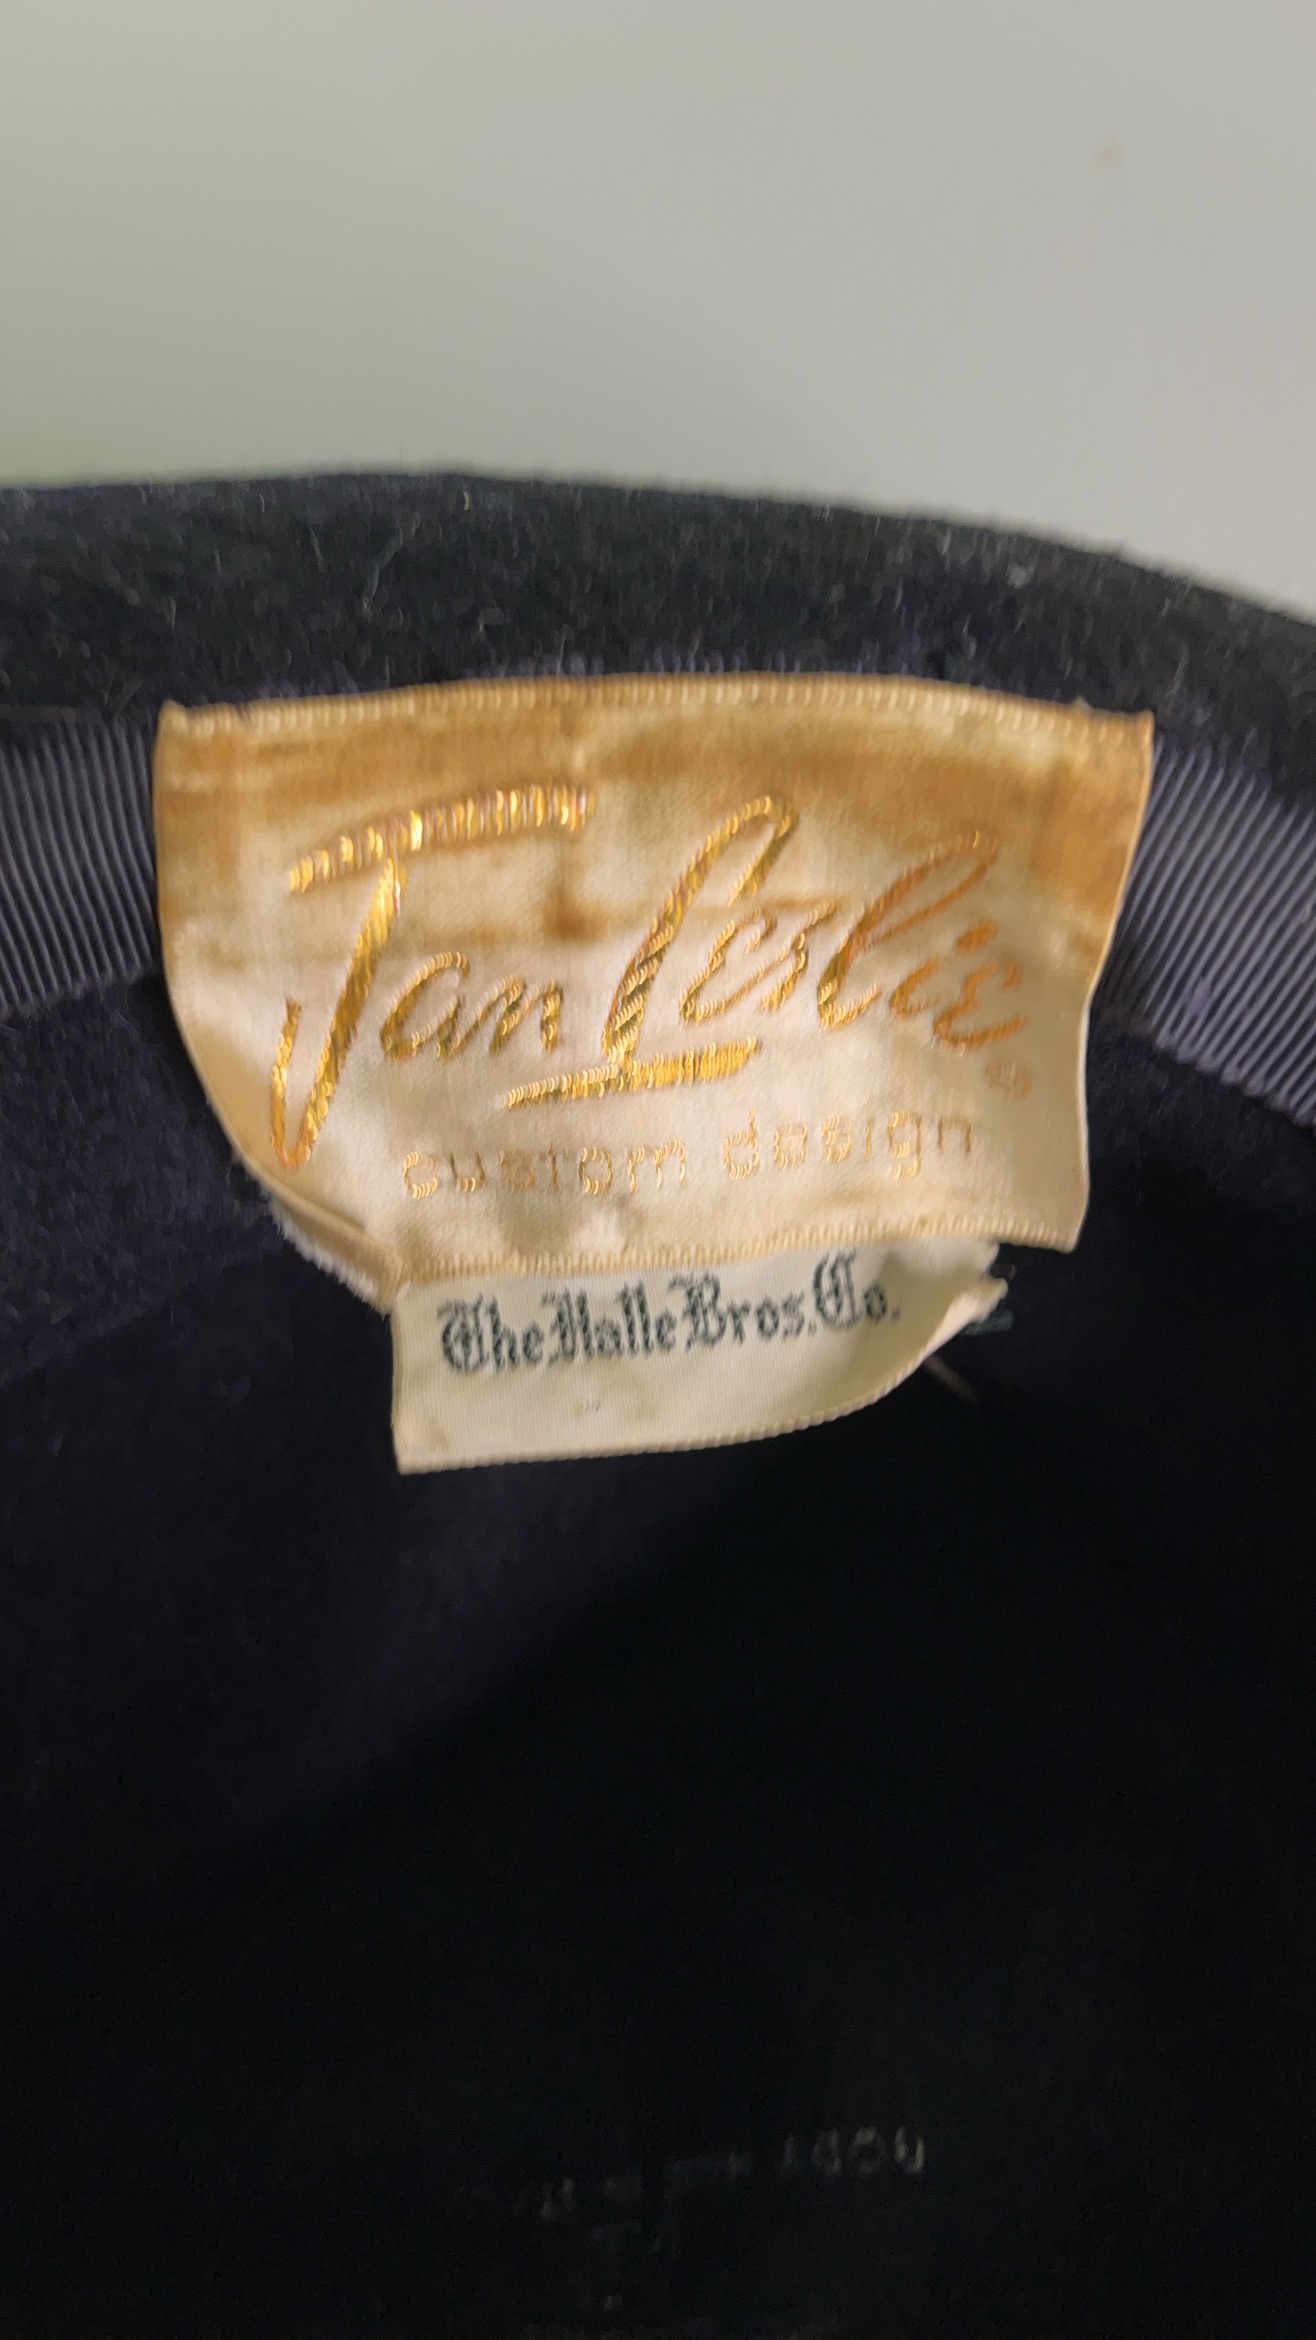 Jan Leslie®
custom design
The Halle Bros. Co.